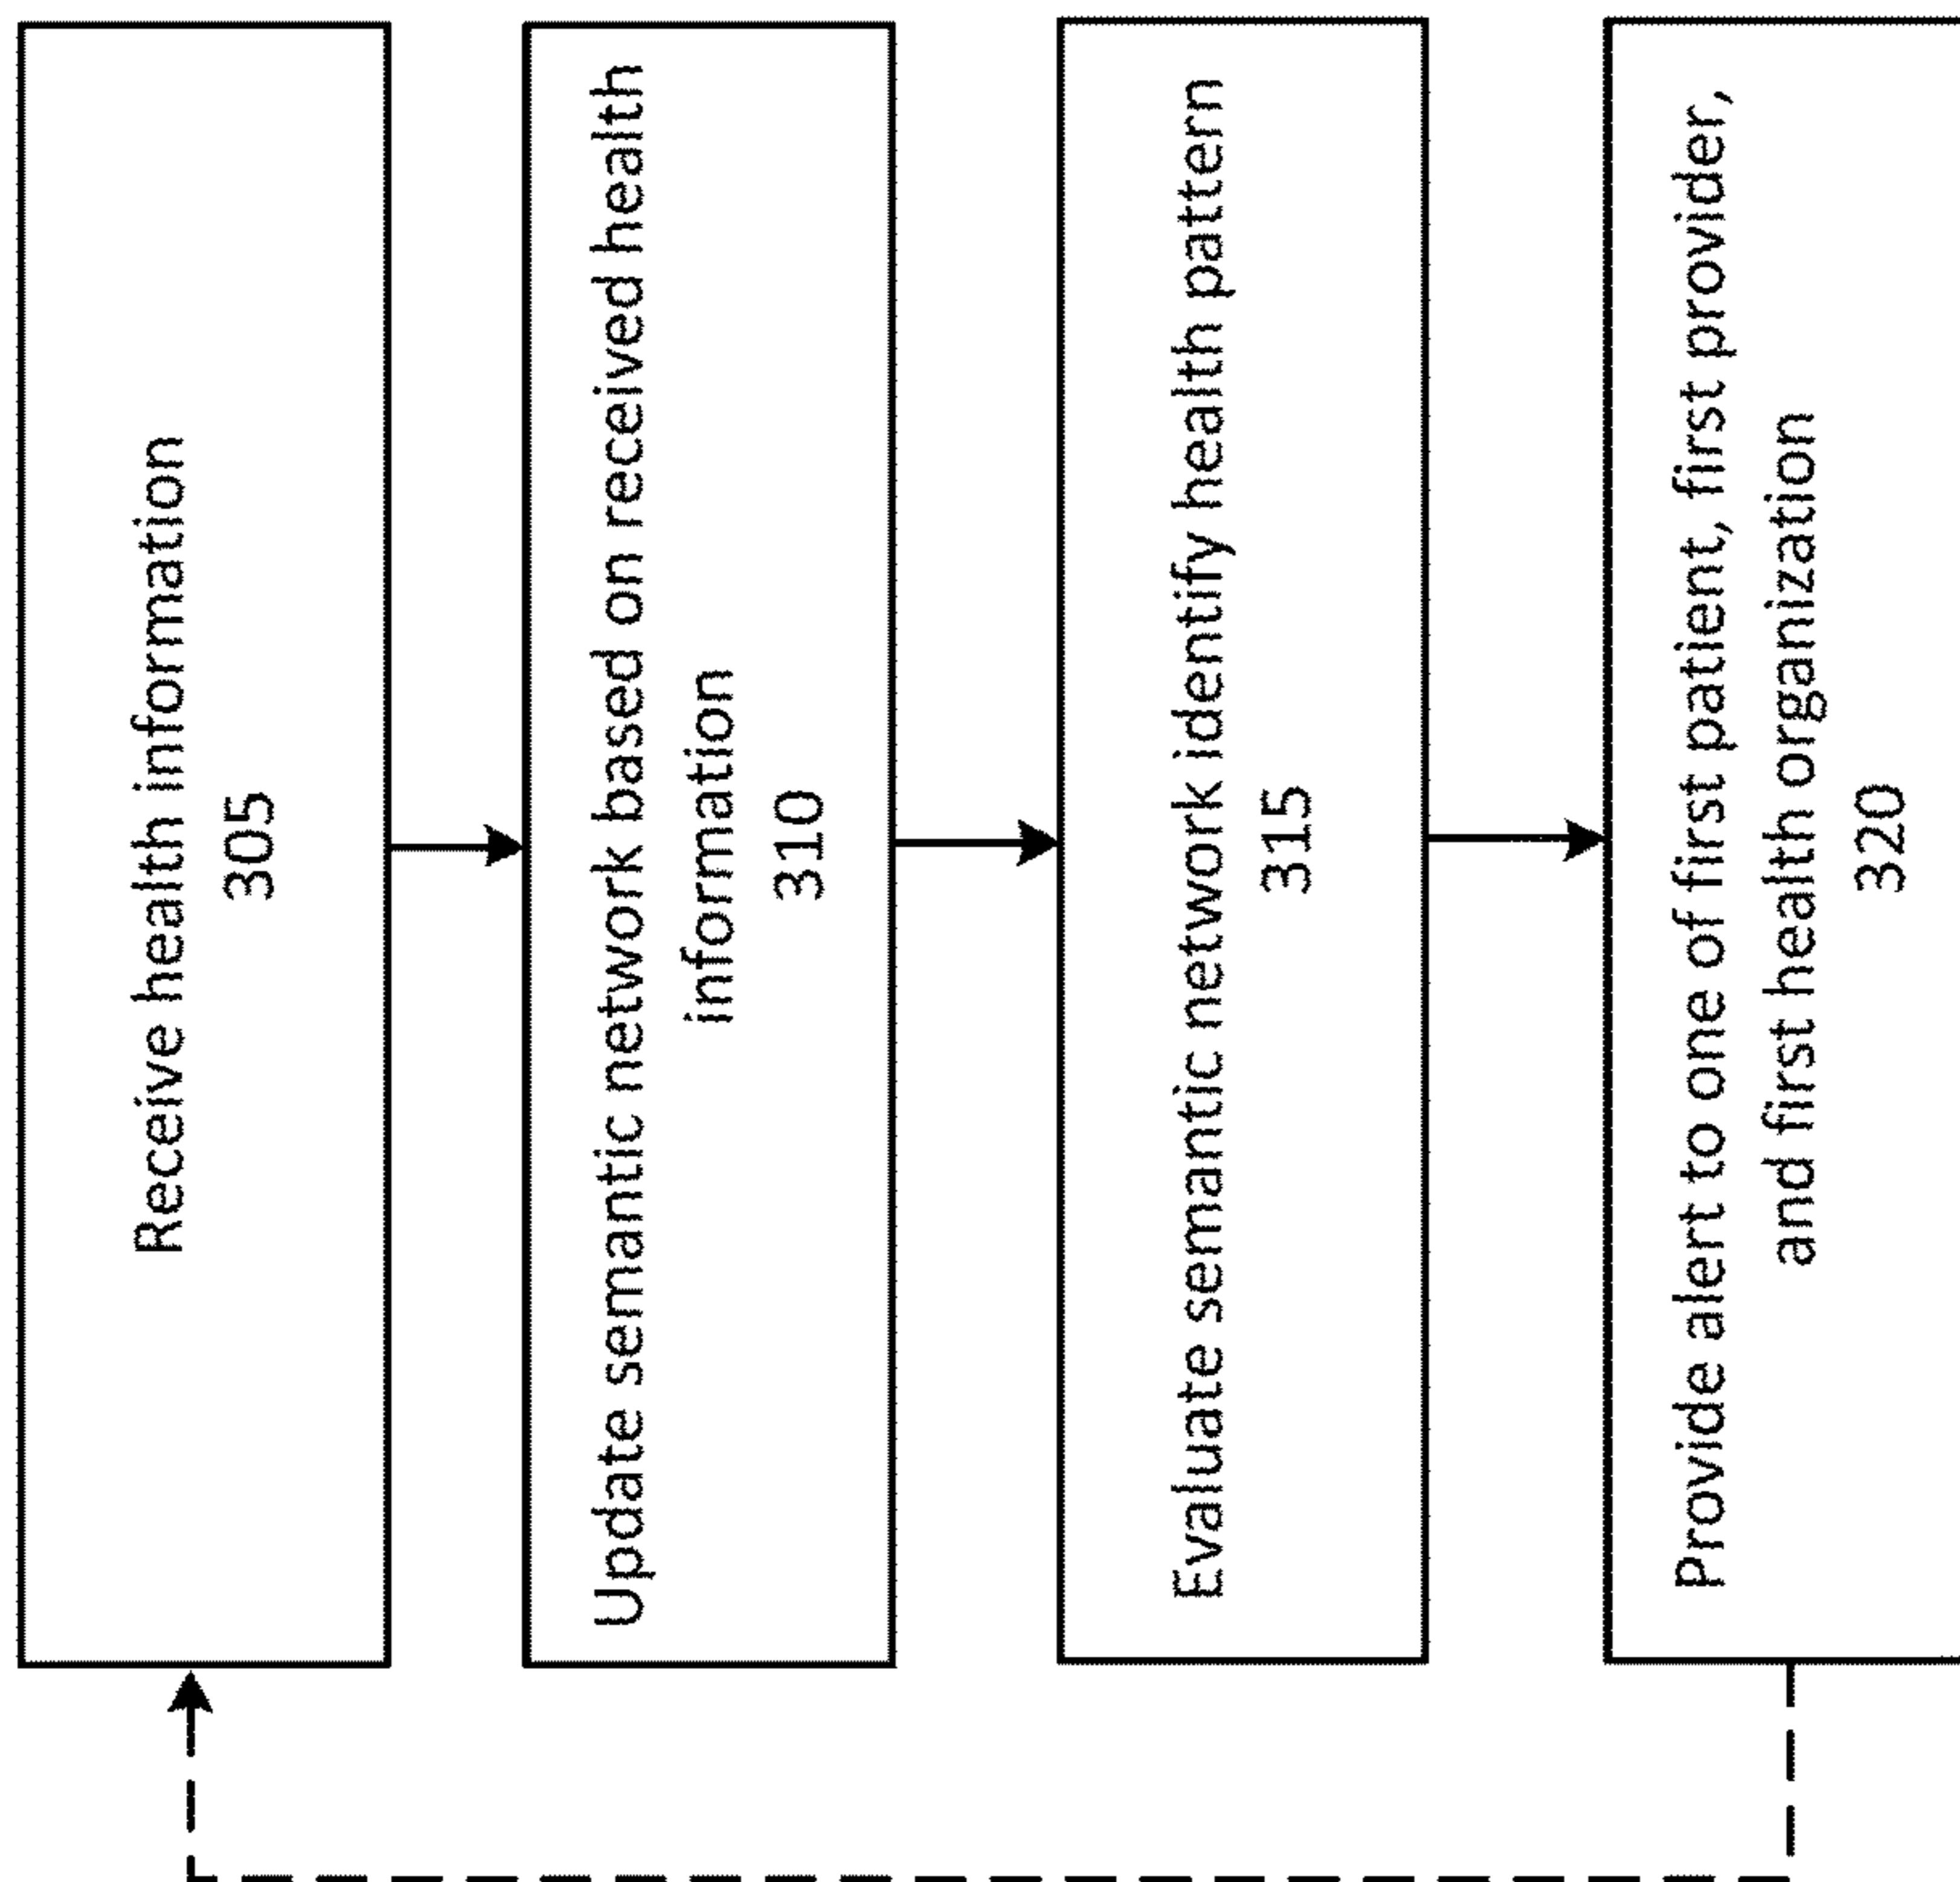 Receive health information
305
Update semantic network based on received health
information
310
Evaluate semantic network identify health pattern
315
Provide alert to one of first patient, first provider,
and first health organization
320